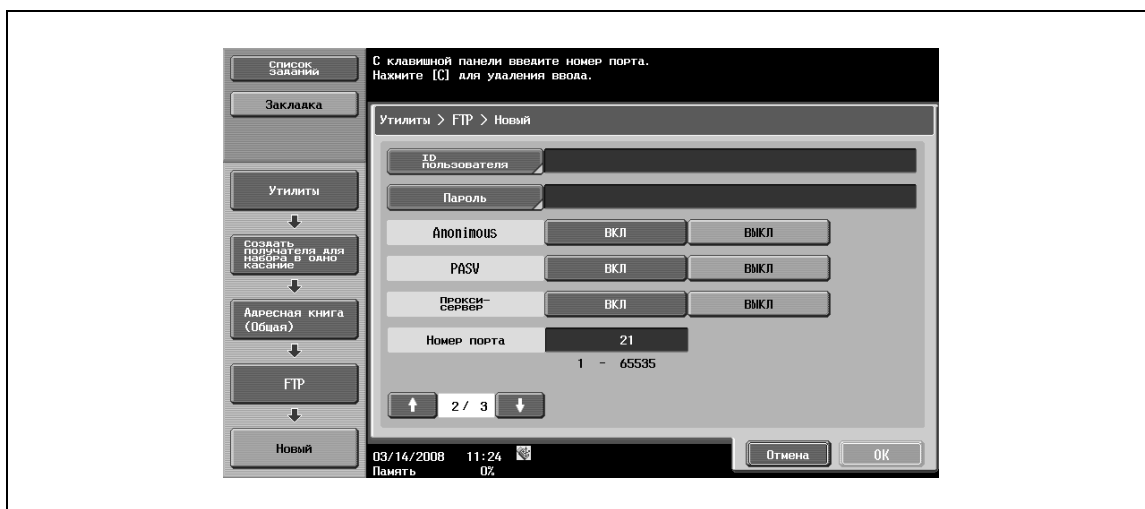 Список
заданий
Закладка
С клавишной панели введите номер порта.
Нажмите [C] для удаления ввода.
Утилиты > FTP > Новый
ID
пользователя
Пароль
Anonimous ВКЛ ВЫКЛ
PASV ВКЛ ВЫКЛ
Прокси-
сервер
ВКЛ ВЫКЛ
Номер порта 21
1 - 65535
2/ 3
Утилиты
Создать
получателя для
набора в одно
касание
Адресная книга
(Общая)
FTP
Новый
03/14/2008 11:24
Память 0%
Отмена OK